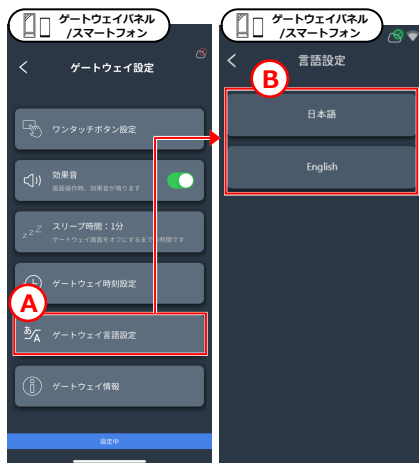 ゲートウェイパネル
/スマートフォン
ゲートウェイ設定
ワンタッチボタン設定
効果音
画面操作時、効果音が鳴ります
zzZ
スリープ時間：1分
ゲートウェイ画面をオフにするまでの時間です
ゲートウェイ時刻設定
A
あ/A
ゲートウェイ言語設定
ゲートウェイ情報
設定中
ゲートウェイパネル
/スマートフォン
言語設定
B
日本語
English